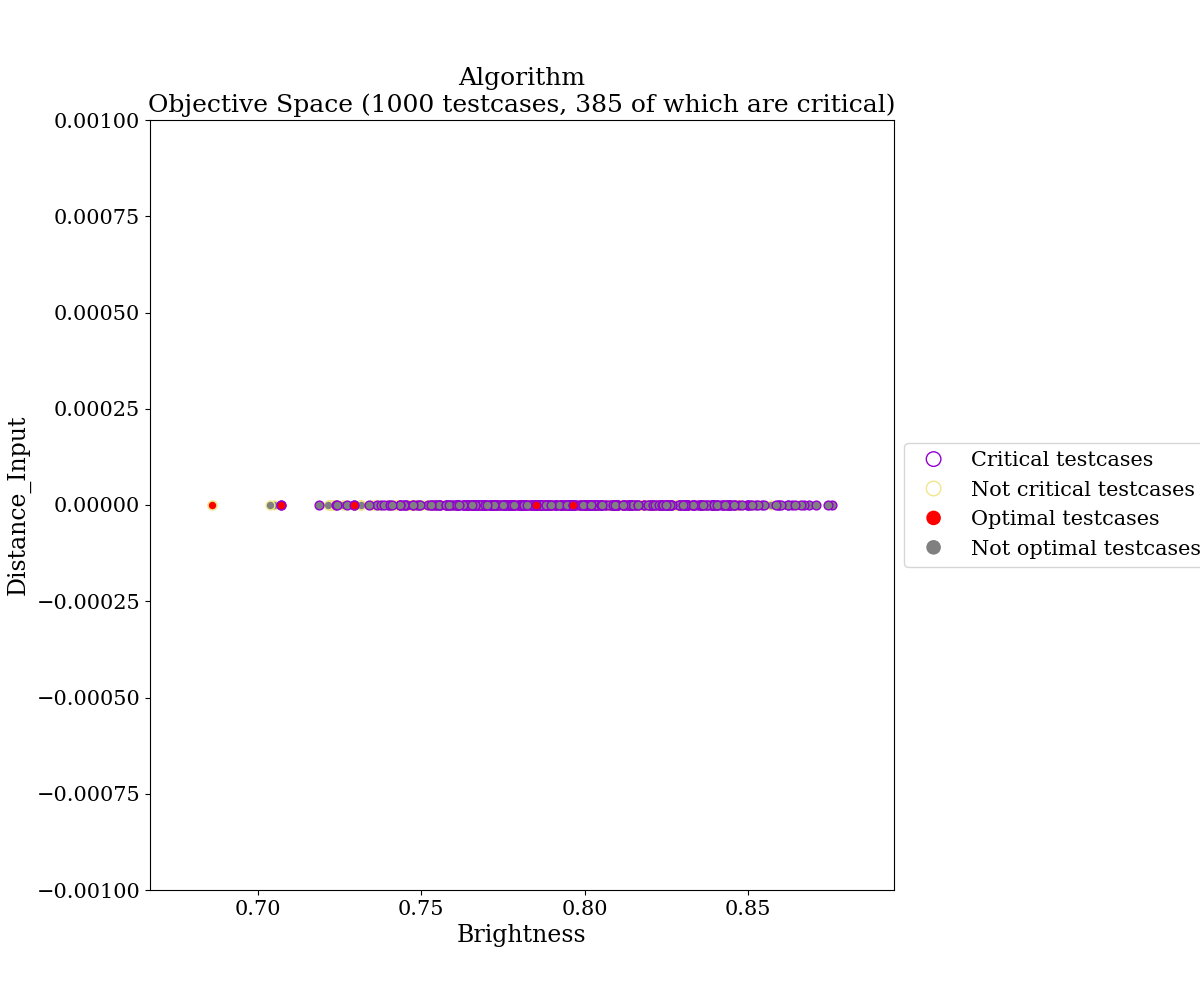 Algorithm
Objective Space (1000 testcases, 385 of which are critical)
0.00100
0.00075
0.00050
0.00025
0.00000
−0.00025
−0.00050
−0.00075
−0.00100
Distance_Input
0.70 0.75 0.80 0.85
Brightness
Critical testcases
Not critical testcases
Optimal testcases
Not optimal testcases